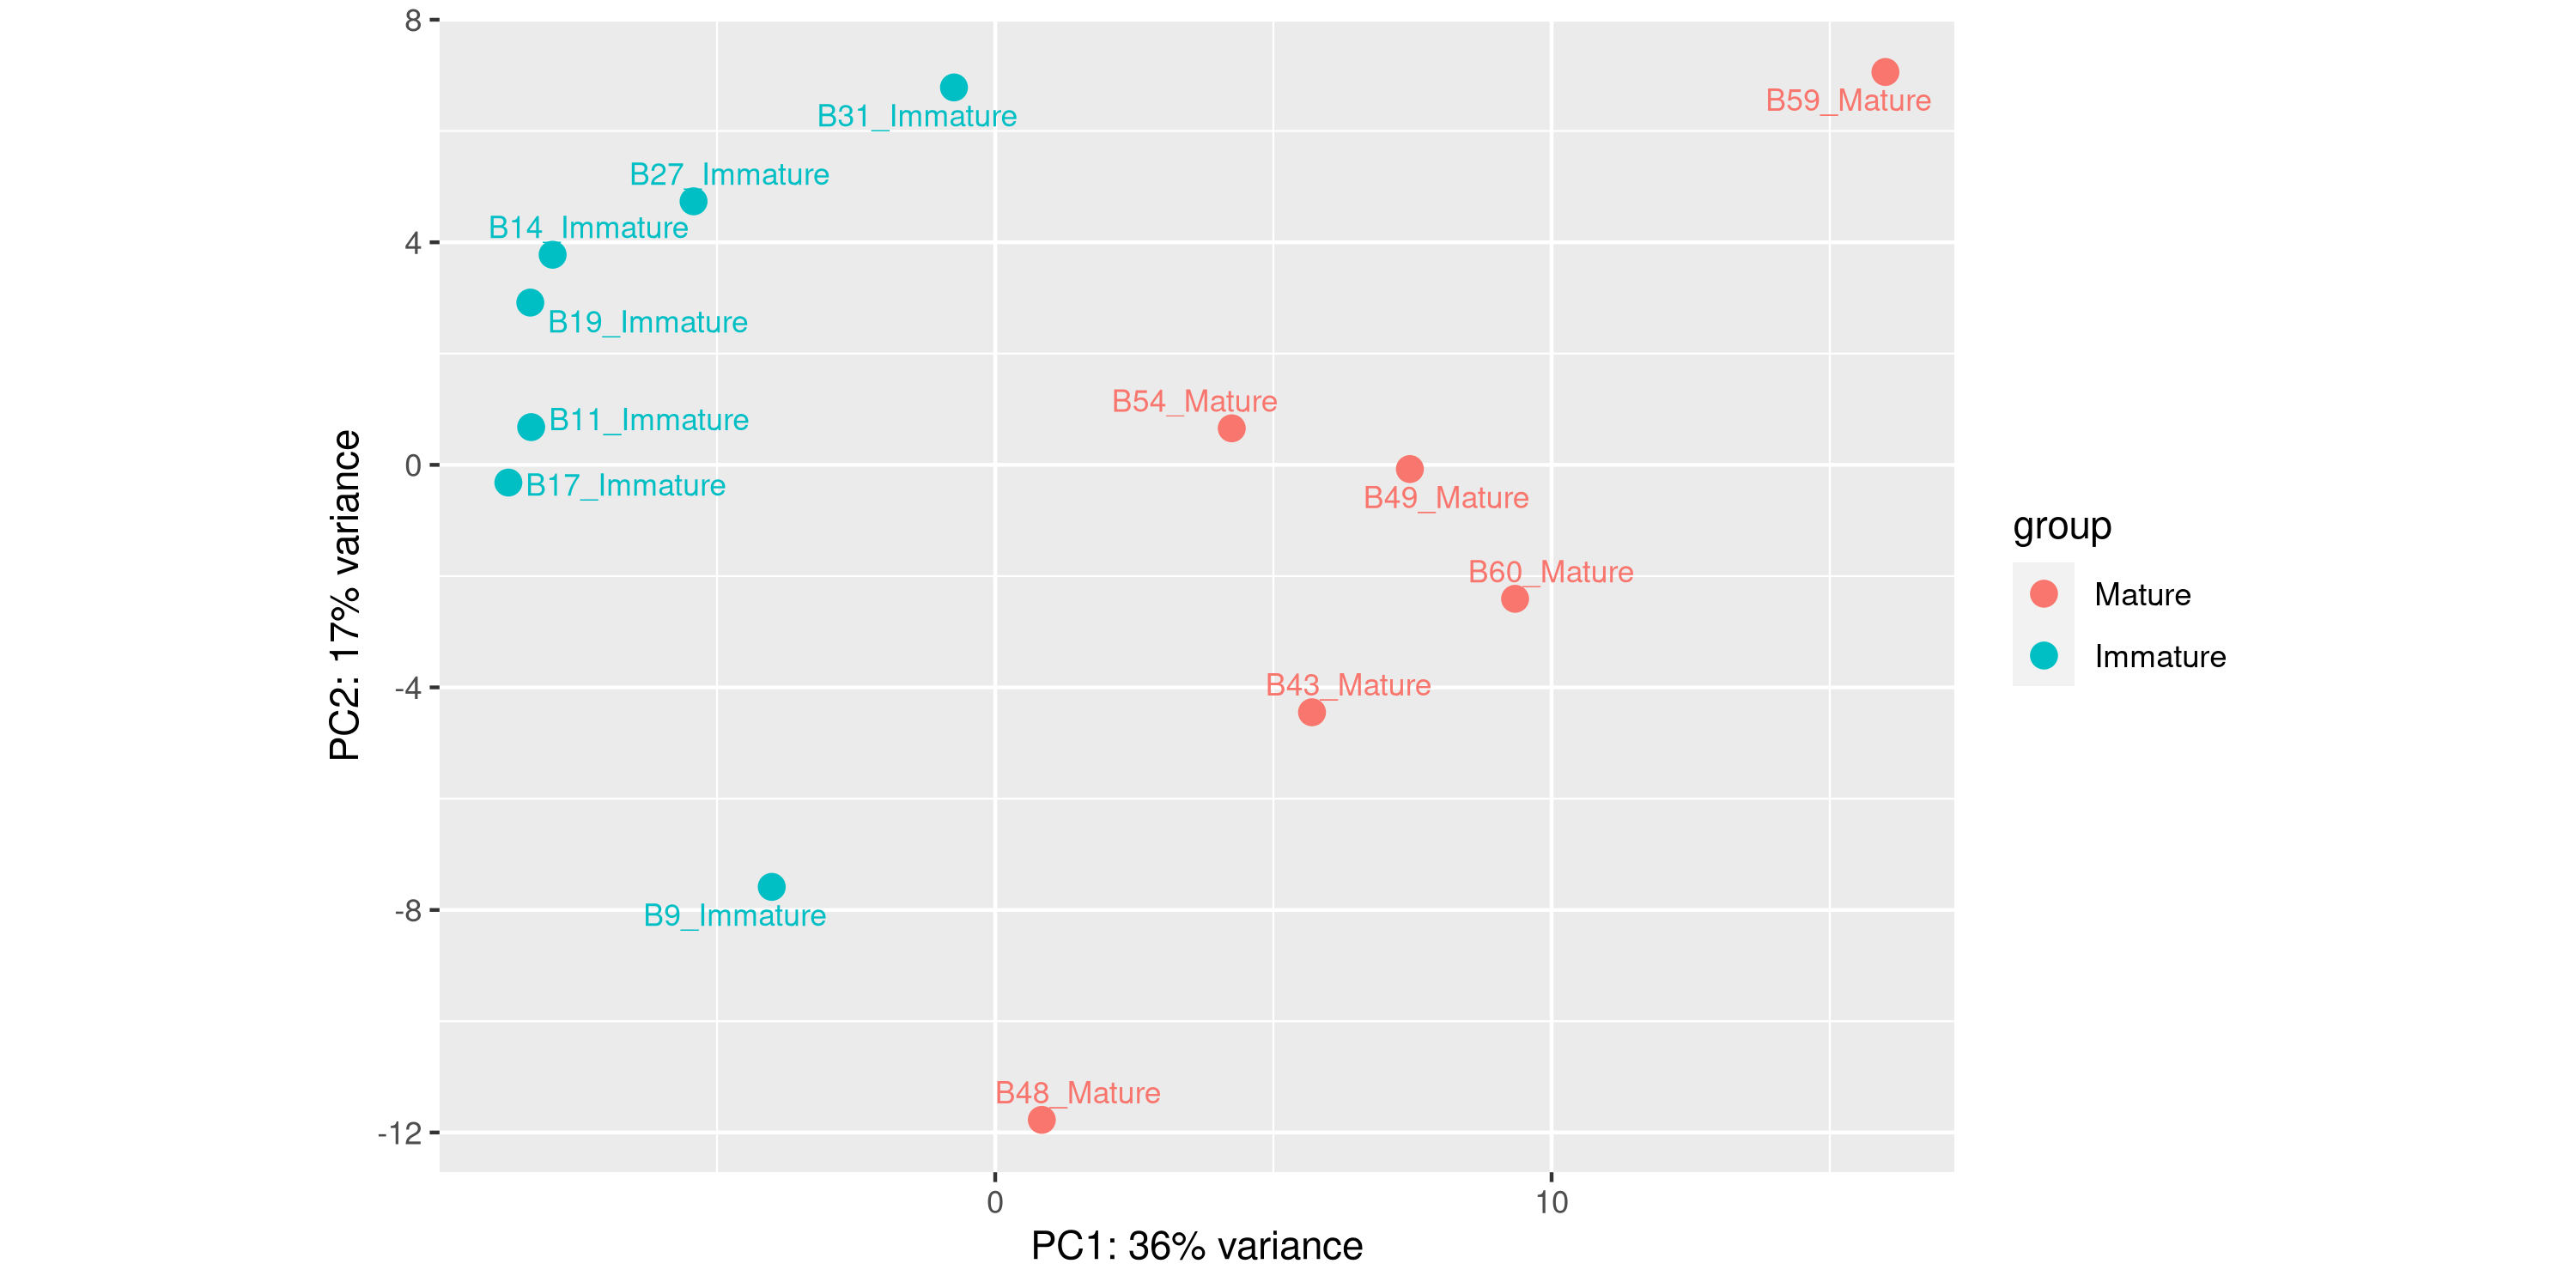 8
B59_Mature
B31_Immature
B27_Immature
B14_Immature
4
B19_Immature
B54_Mature
B11_Immature
0
B17_Immature
B49_Mature
B60_Mature
B43_Mature
-4
B9_Immature
-8
B48_Mature
-12
0
10
PC1: 36% variance
PC2: 17% variance
group
Mature
Immature